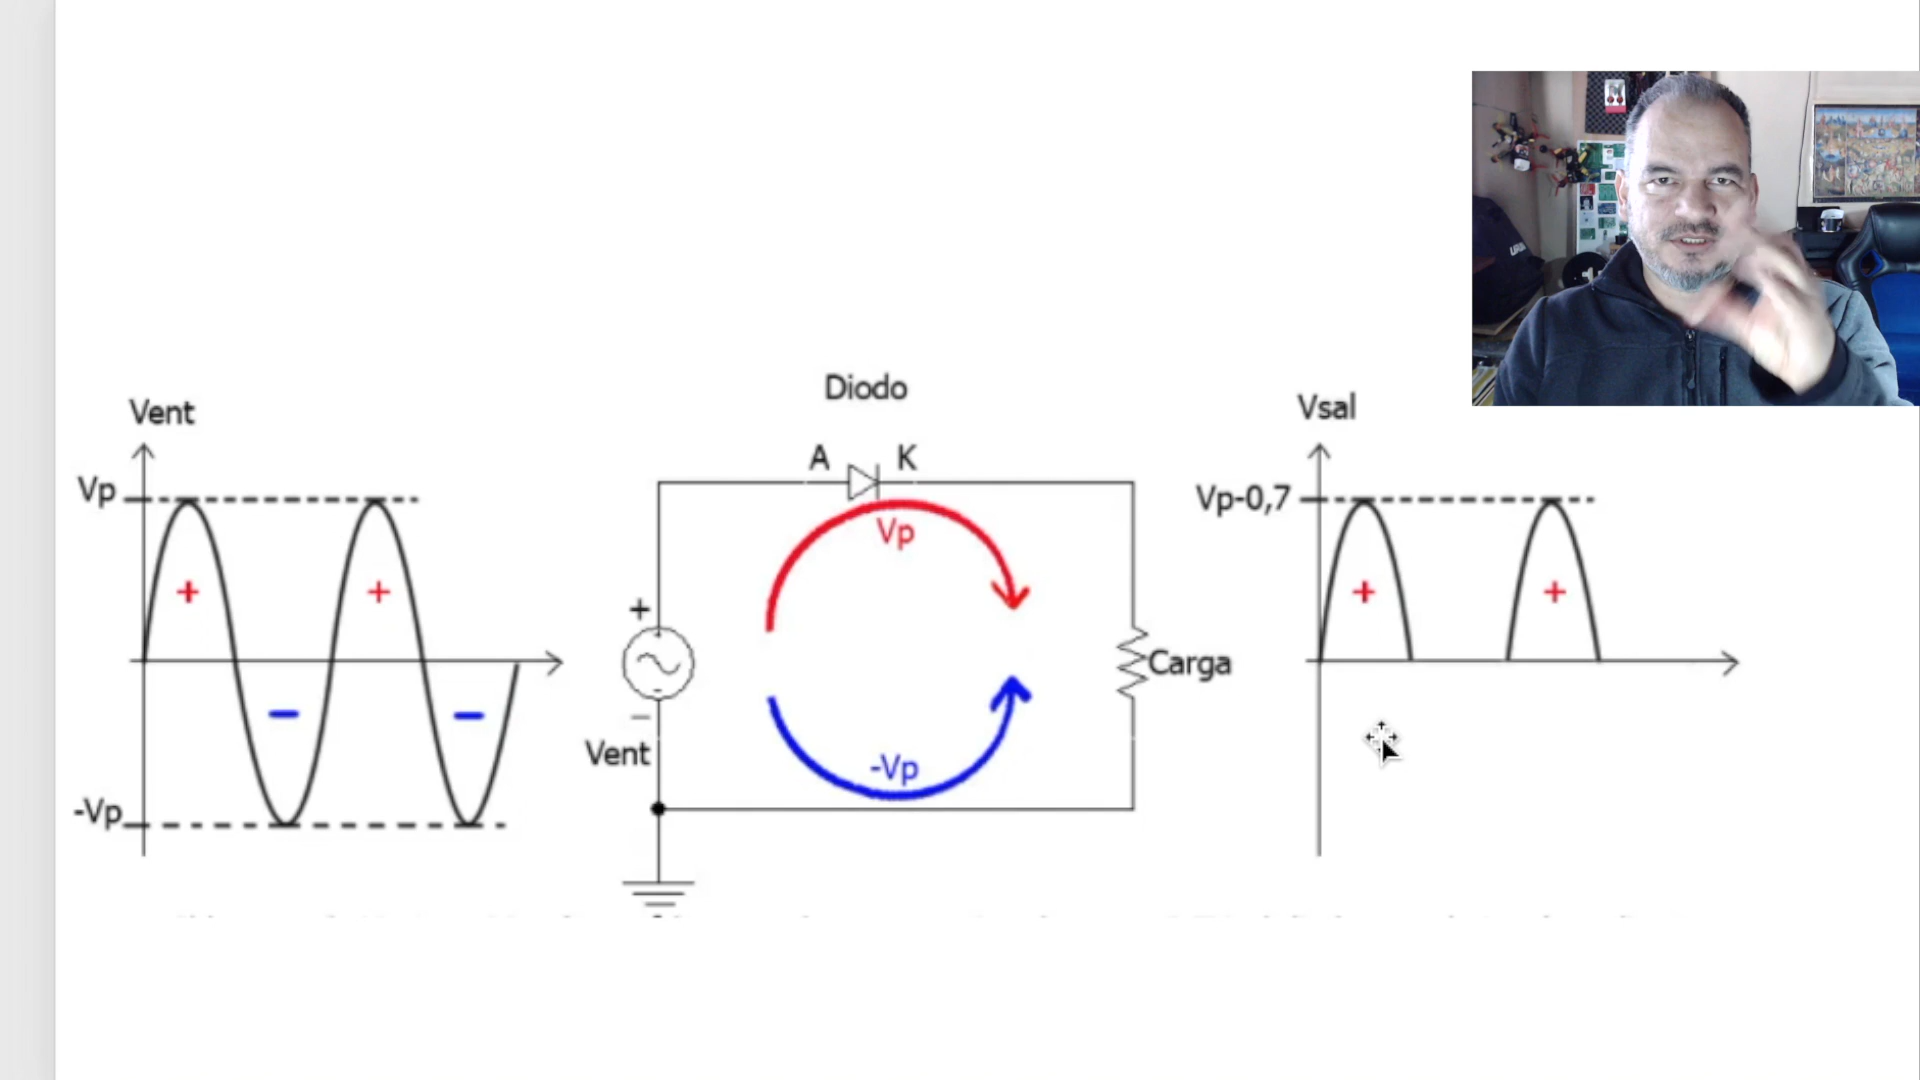 Diodo
Vent
Vsal
A
K
Vp
Vp-0,7
Vp
+
+
+
+
+
Carga
−
−
−
Vent
-Vp
-Vp